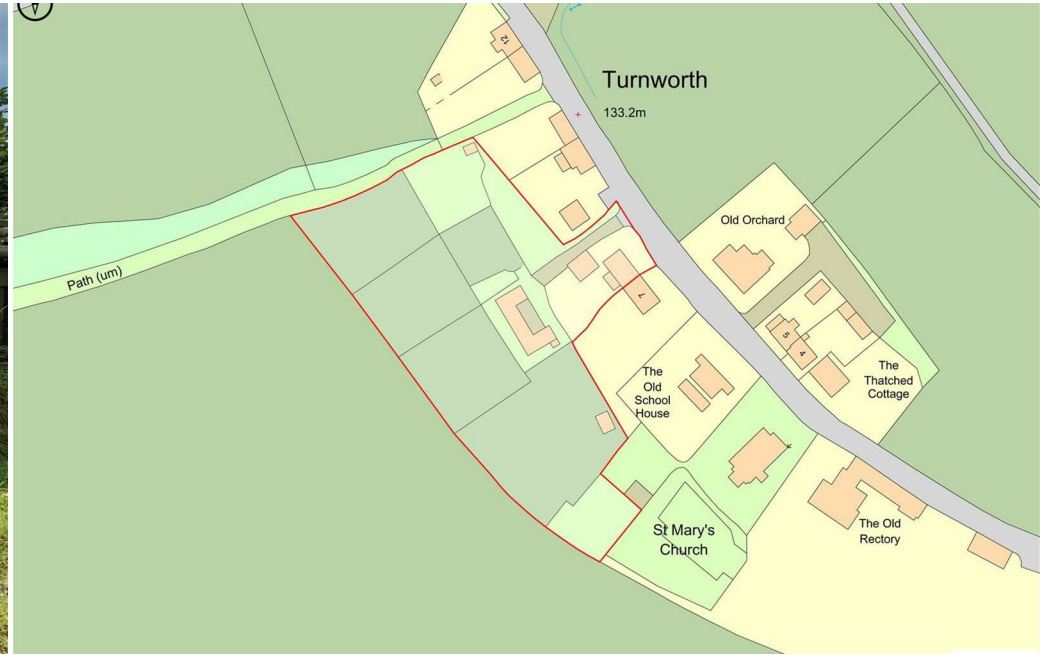 12
Turnworth
133.2m
Path (um)
Old Orchard
7
5
4
The
Thatched
Cottage
The
Old
School
House
St Mary's
Church
The Old
Rectory